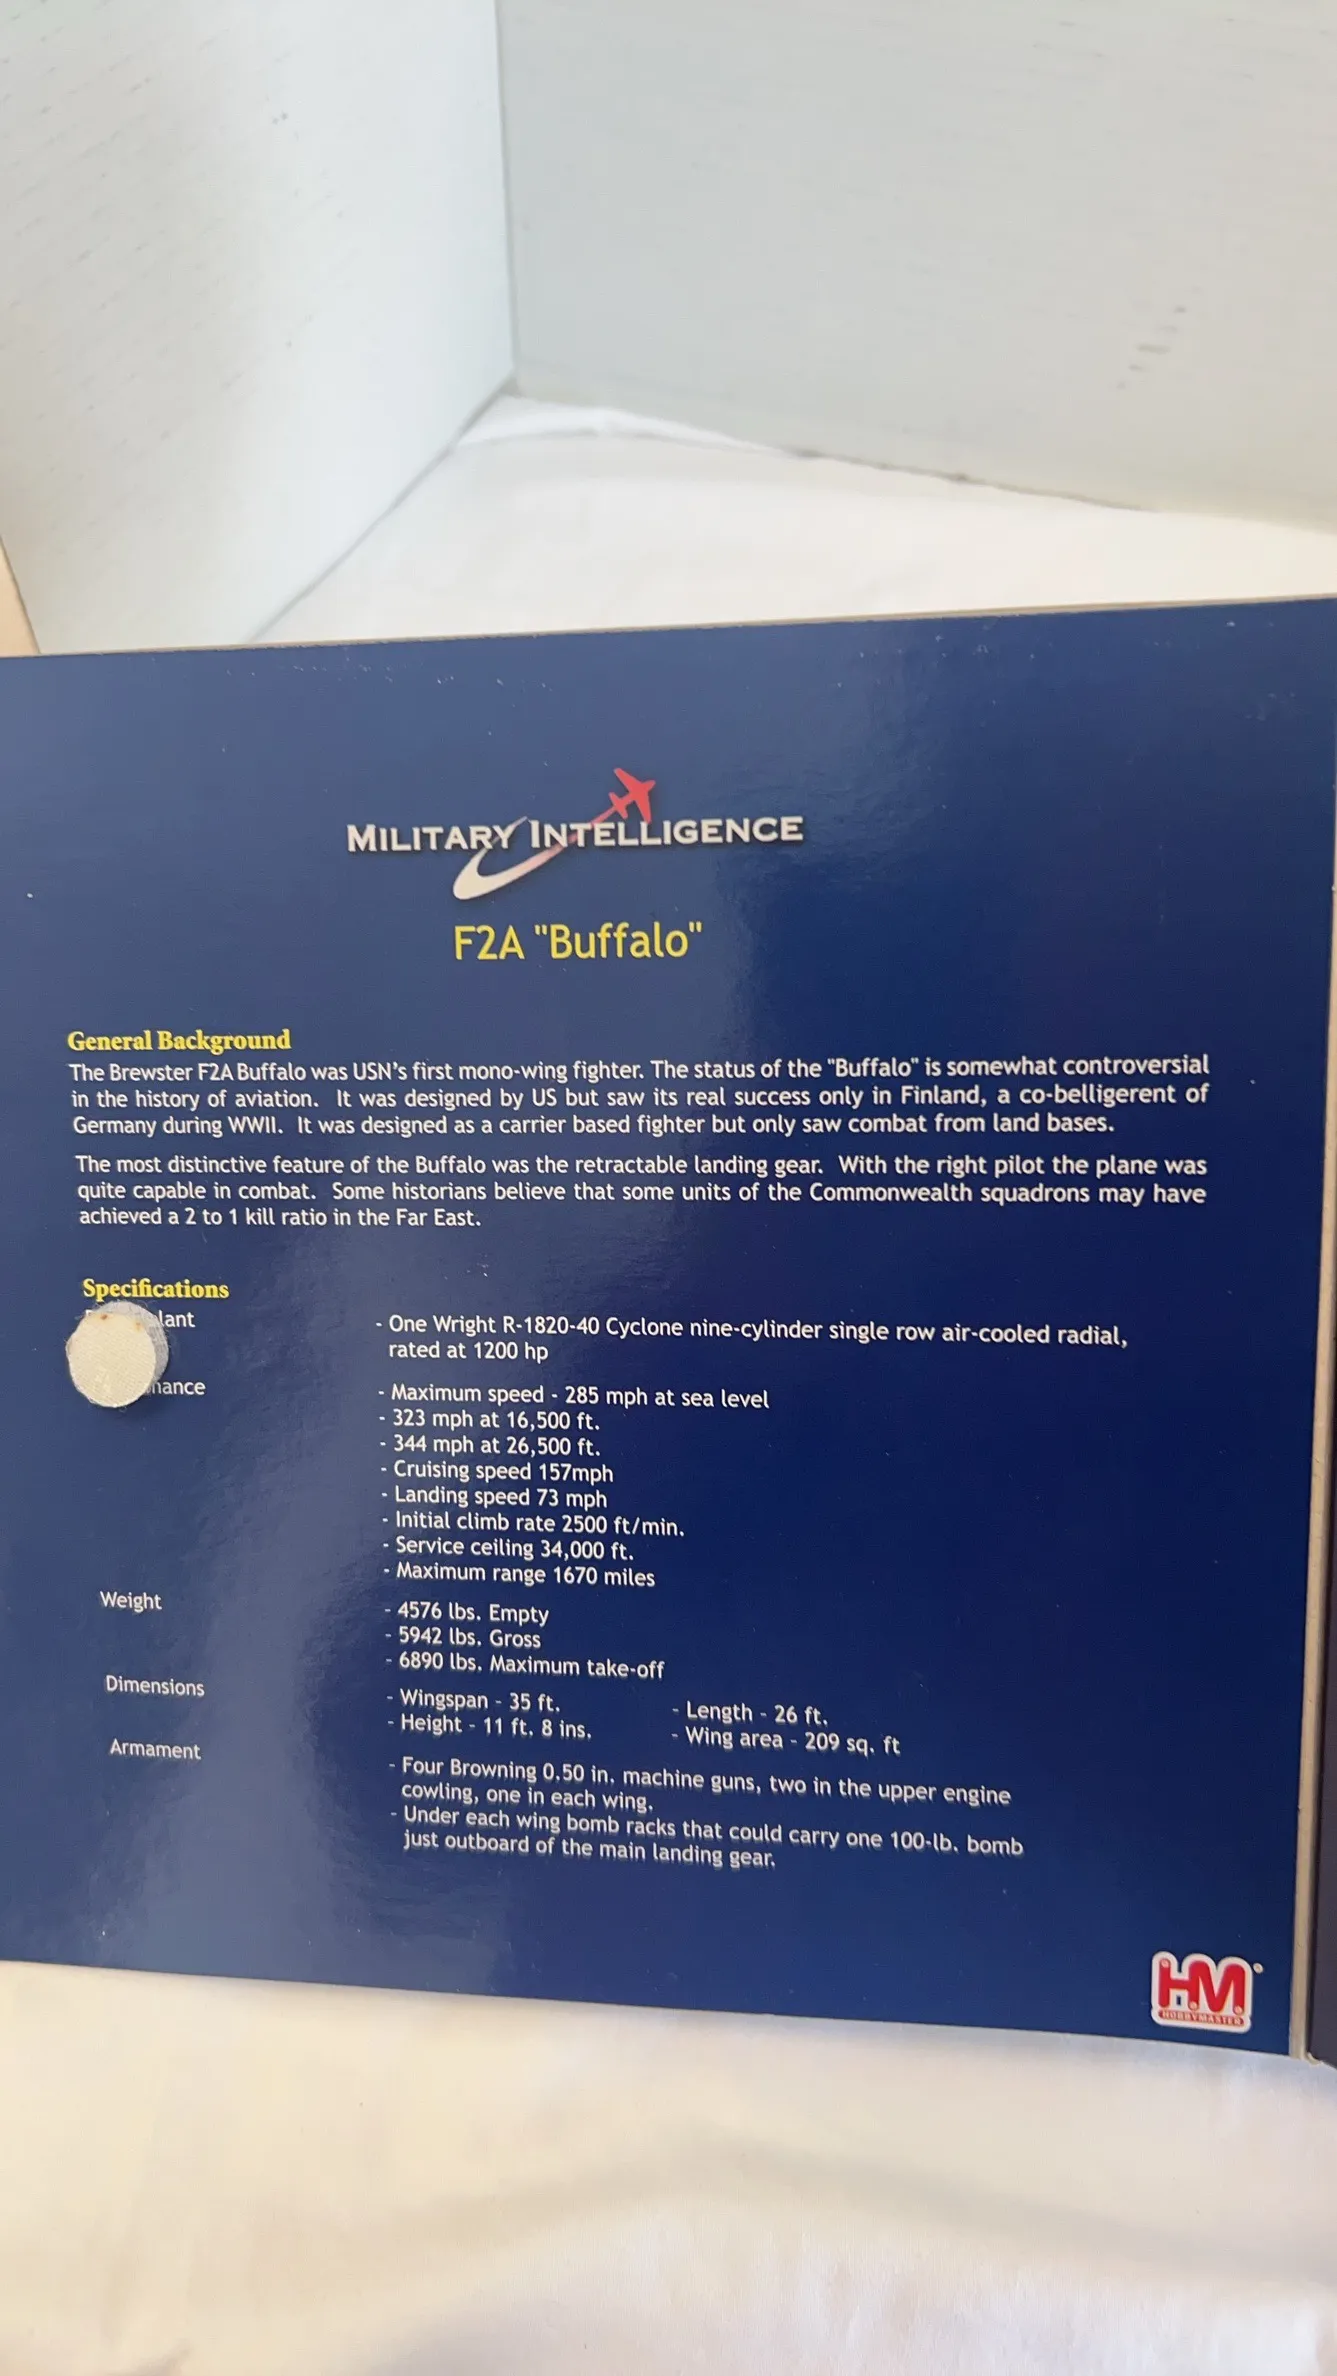 MILITARY INTELLIGENCE
F2A "Buffalo"
General Background
The Brewster F2A Buffalo was USN's first mono-wing fighter. The status of the "Buffalo" is somewhat controversial
in the history of aviation. It was designed by US but saw its real success only in Finland, a co-belligerent of
Germany during WWII. It was designed as a carrier based fighter but only saw combat from land bases.
The most distinctive feature of the Buffalo was the retractable landing gear. With the right pilot the plane was
quite capable in combat. Some historians believe that some units of the Commonwealth squadrons may have
achieved a 2 to 1 kill ratio in the Far East.
Specifications
- One Wright R-1820-40 Cyclone nine-cylinder single row air-cooled radial,
rated at 1200 hp
- Maximum speed - 285 mph at sea level
- 323 mph at 16,500 ft.
- 344 mph at 26,500 ft.
- Cruising speed 157mph
- Landing speed 73 mph
- Initial climb rate 2500 ft/min.
- Service ceiling 34,000 ft.
- Maximum range 1670 miles
Weight - 4576 lbs. Empty
- 5942 lbs. Gross
- 6890 lbs. Maximum take-off
Dimensions - Wingspan - 35 ft. - Length - 26 ft.
- Height - 11 ft. 8 ins. - Wing area - 209 sq. ft
Armament - Four Browning 0.50 in. machine guns, two in the upper engine
cowling, one in each wing.
- Under each wing bomb racks that could carry one 100-lb. bomb
just outboard of the main landing gear.
HM
HOBBYMASTER